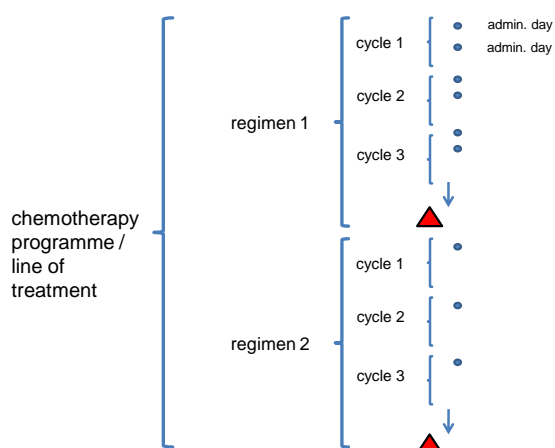 cycle 1
admin. day
admin. day
cycle 2
regimen 1
cycle 3
chemotherapy
programme /
line of
treatment
cycle 1
cycle 2
regimen 2
cycle 3